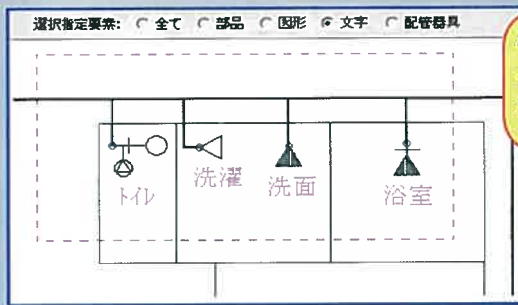 選択指定要素: 全て 部品 図形 文字 配管器具
トイレ 洗濯 洗面 浴室